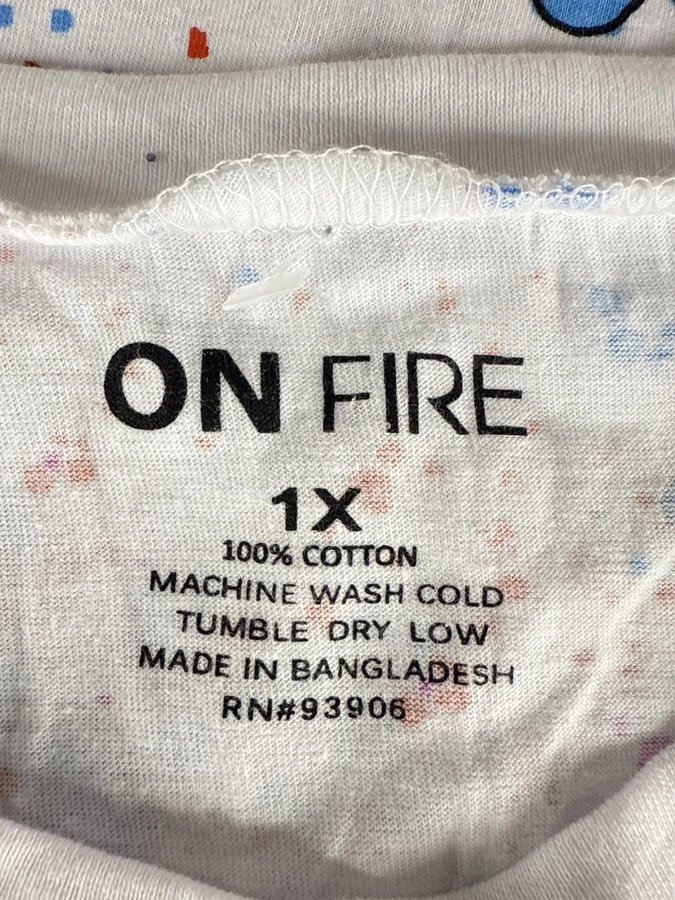 ON FIRE
1X
100% COTTON
MACHINE WASH COLD
TUMBLE DRY LOW
MADE IN BANGLADESH
RN#93906